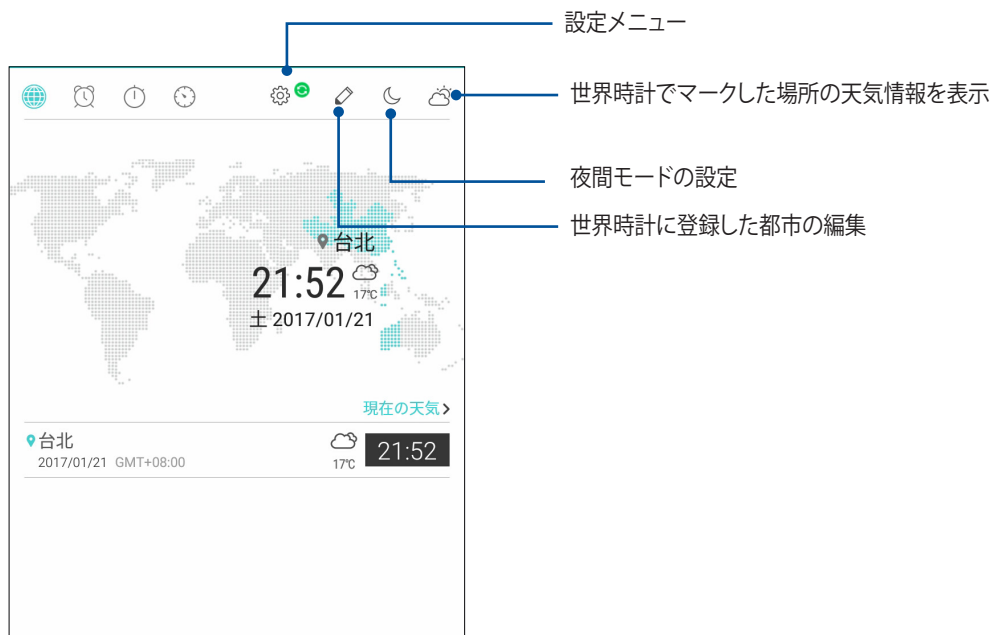 設定メニュー
世界時計でマークした場所の天気情報を表示
夜間モードの設定
世界時計に登録した都市の編集
台北
21:52
17℃
土 2017/01/21
現在の天気
台北
2017/01/21 GMT+08:00
17℃
21:52